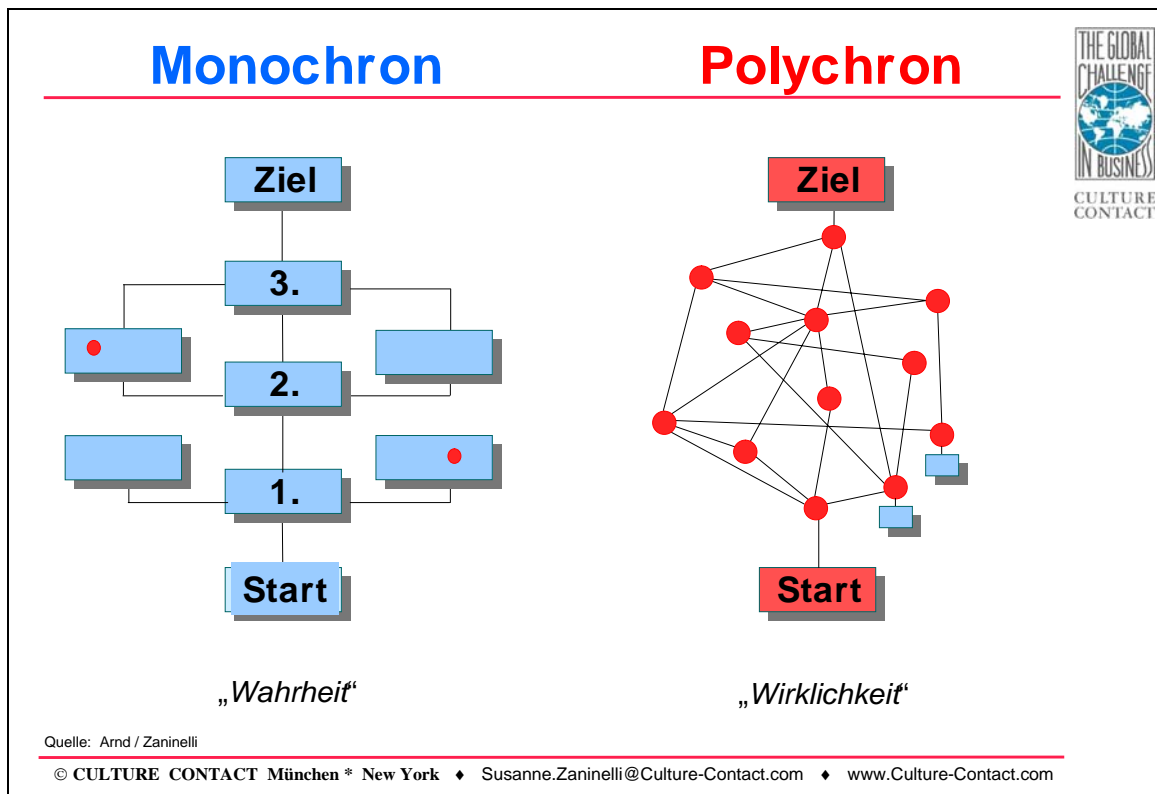 Monochron
Polychron
THE GLOBAL
CHALLENGE
IN BUSINESS
CULTURE
CONTACT
Ziel
3.
2.
1.
Start
„Wahrheit“
Ziel
Start
„Wirklichkeit“
Quelle: Arnd / Zaninelli
© CULTURE CONTACT München * New York ♦ Susanne.Zaninelli@Culture-Contact.com ♦ www.Culture-Contact.com